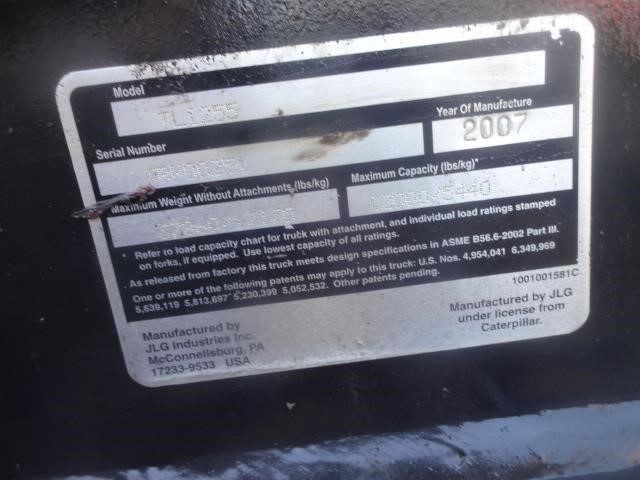 Model
TL1255
Year Of Manufacture
2007
Serial Number
Maximum Weight Without Attachments (lbs/kg)
Maximum Capacity (lbs/kg)*
12000/5440
* Refer to load capacity chart for truck with attachment, and individual load ratings stamped
on forks, if equipped. Use lowest capacity of all ratings.
As released from factory this truck meets design specifications in ASME B56.6-2002 Part III.
One or more of the following patents may apply to this truck: U.S. Nos. 4,954,041 6,349,969
5,639,119 5,813,697 5,230,399 5,052,532. Other patents pending.
1001001581C
Manufactured by
JLG Industries Inc.
McConnellsburg, PA
17233-9533 USA
Manufactured by JLG
under license from
Caterpillar.